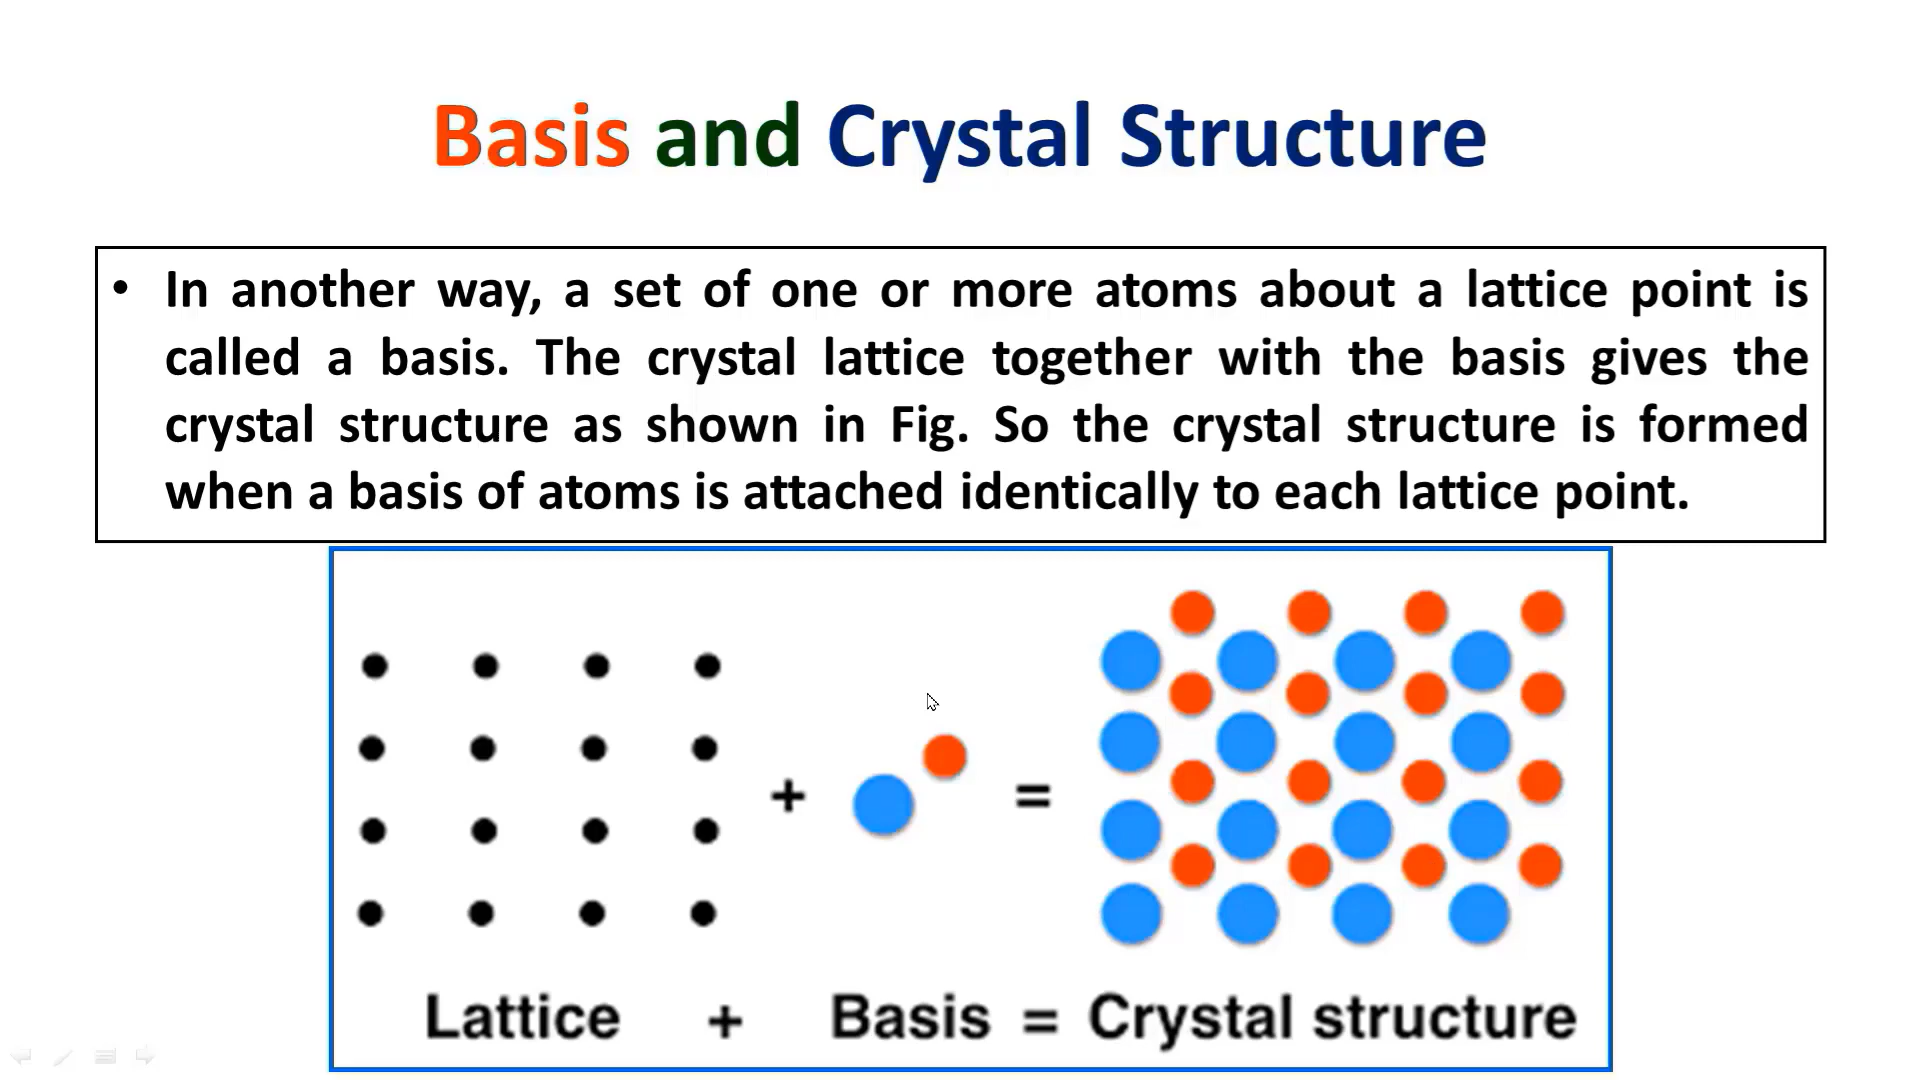 Basis and Crystal Structure
• In another way, a set of one or more atoms about a lattice point is
called a basis. The crystal lattice together with the basis gives the
crystal structure as shown in Fig. So the crystal structure is formed
when a basis of atoms is attached identically to each lattice point.
+ =
Lattice + Basis = Crystal structure